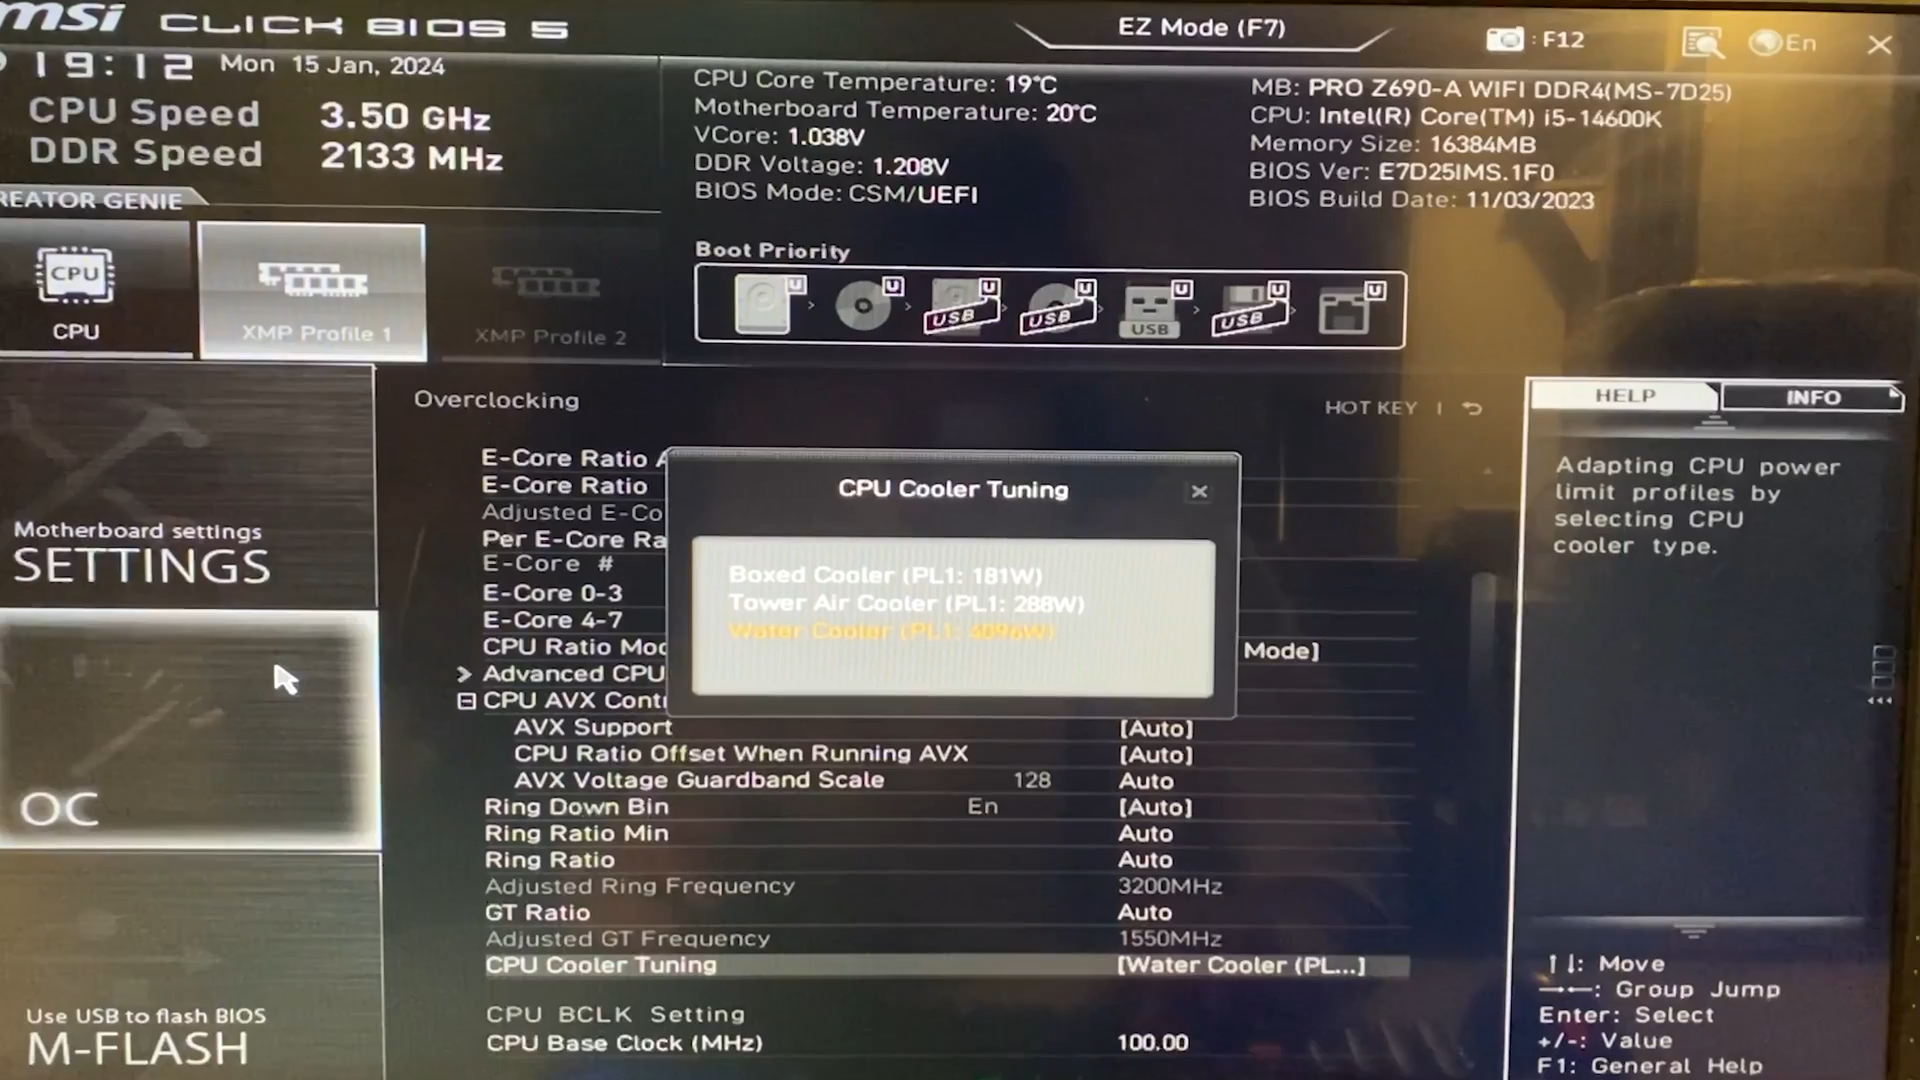 msi CLICK BIOS 5
EZ Mode (F7)
: F12
En
19:12 Mon 15 Jan, 2024
CPU Speed 3.50 GHz
DDR Speed 2133 MHz
CPU Core Temperature: 19°C
Motherboard Temperature: 20°C
VCore: 1.038V
DDR Voltage: 1.208V
BIOS Mode: CSM/UEFI
MB: PRO Z690-A WIFI DDR4(MS-7D25)
CPU: Intel(R) Core(TM) i5-14600K
Memory Size: 16384MB
BIOS Ver: E7D25IMS.1F0
BIOS Build Date: 11/03/2023
REATOR GENIE
CPU
CPU
XMP Profile 1
XMP Profile 2
Boot Priority
U U U U U U U
USB USB USB USB
Motherboard settings
SETTINGS
OC
Use USB to flash BIOS
M-FLASH
Overclocking
HOT KEY |
E-Core Ratio A
E-Core Ratio
Adjusted E-Co
Per E-Core Ra
E-Core #
E-Core 0-3
E-Core 4-7
CPU Ratio Mod Mode]
> Advanced CPU
CPU AVX Cont
AVX Support [Auto]
CPU Ratio Offset When Running AVX [Auto]
AVX Voltage Guardband Scale 128 Auto
Ring Down Bin En [Auto]
Ring Ratio Min Auto
Ring Ratio Auto
Adjusted Ring Frequency 3200MHz
GT Ratio Auto
Adjusted GT Frequency 1550MHz
CPU Cooler Tuning [Water Cooler (PL...]
CPU BCLK Setting
CPU Base Clock (MHz) 100.00
CPU Cooler Tuning
Boxed Cooler (PL1: 181W)
Tower Air Cooler (PL1: 288W)
Water Cooler (PL1: 4096W)
HELP
INFO
Adapting CPU power
limit profiles by
selecting CPU
cooler type.
↑↓: Move
→←: Group Jump
Enter: Select
+/-: Value
F1: General Help